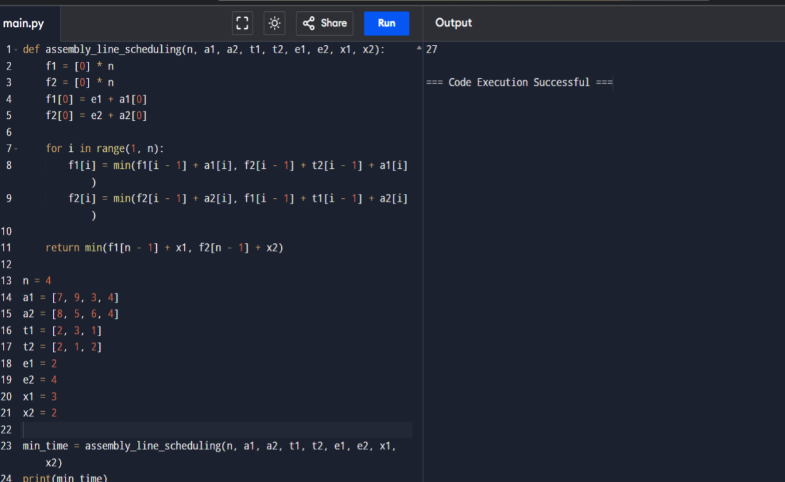 main.py
Share
Run
Output
1 def assembly_line_scheduling(n, a1, a2, t1, t2, e1, e2, x1, x2):
2 f1 = [0] * n
3 f2 = [0] * n
4 f1[0] = e1 + a1[0]
5 f2[0] = e2 + a2[0]
6
7 for i in range(1, n):
8 f1[i] = min(f1[i - 1] + a1[i], f2[i - 1] + t2[i - 1] + a1[i]
)
9 f2[i] = min(f2[i - 1] + a2[i], f1[i - 1] + t1[i - 1] + a2[i]
)
10
11 return min(f1[n - 1] + x1, f2[n - 1] + x2)
12
13 n = 4
14 a1 = [7, 9, 3, 4]
15 a2 = [8, 5, 6, 4]
16 t1 = [2, 3, 1]
17 t2 = [2, 1, 2]
18 e1 = 2
19 e2 = 4
20 x1 = 3
21 x2 = 2
22
23 min_time = assembly_line_scheduling(n, a1, a2, t1, t2, e1, e2, x1,
x2)
24 print(min_time)
27
=== Code Execution Successful ===